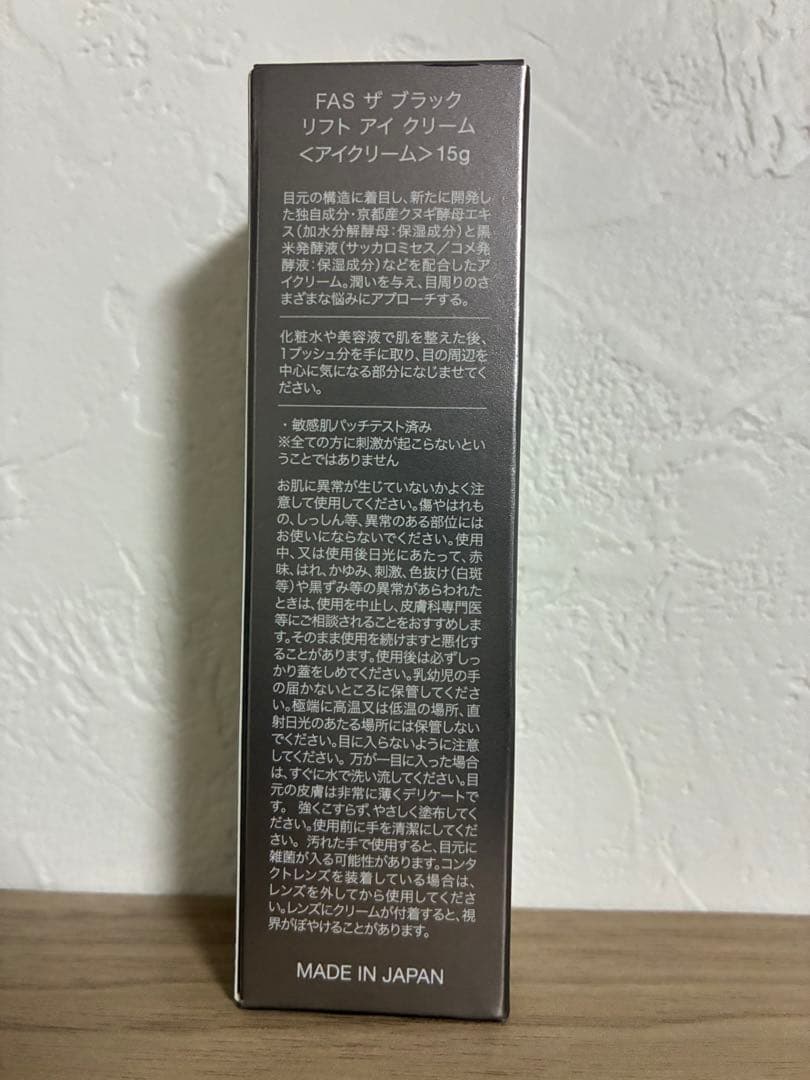 FAS ザ ブラック
リフト アイ クリーム
＜アイクリーム＞15g
目元の構造に着目し、新たに開発し
た独自成分・京都産クヌギ酵母エキ
ス（加水分解酵母：保湿成分）と黒
米発酵液（サッカロミセス／コメ発
酵液：保湿成分）などを配合したア
イクリーム。潤いを与え、目周りのさ
まざまな悩みにアプローチする。
化粧水や美容液で肌を整えた後、
1プッシュ分を手に取り、目の周辺を
中心に気になる部分になじませてく
ださい。
・敏感肌パッチテスト済み
※全ての方に刺激が起こらないとい
うことではありません
お肌に異常が生じていないかよく注
意して使用してください。傷やはれも
の、しっしん等、異常のある部位には
お使いにならないでください。使用
中、又は使用後日光にあたって、赤
味、はれ、かゆみ、刺激、色抜け（白斑
等）や黒ずみ等の異常があらわれた
ときは、使用を中止し、皮膚科専門医
等にご相談されることをおすすめしま
す。そのまま使用を続けますと悪化す
ることがあります。使用後は必ずしっ
かり蓋をしめてください。乳幼児の手
の届かないところに保管してくださ
い。極端に高温又は低温の場所、直
射日光のあたる場所には保管しない
でください。目に入らないように注意
してください。 万が一目に入った場合
は、すぐに水で洗い流してください。目
元の皮膚は非常に薄くデリケートで
す。 強くこすらず、やさしく塗布してく
ださい。使用前に手を清潔にしてくだ
さい。 汚れた手で使用すると、目元に
雑菌が入る可能性があります。コンタ
クトレンズを装着している場合は、
レンズを外してから使用してくださ
い。レンズにクリームが付着すると、視
界がぼやけることがあります。
MADE IN JAPAN